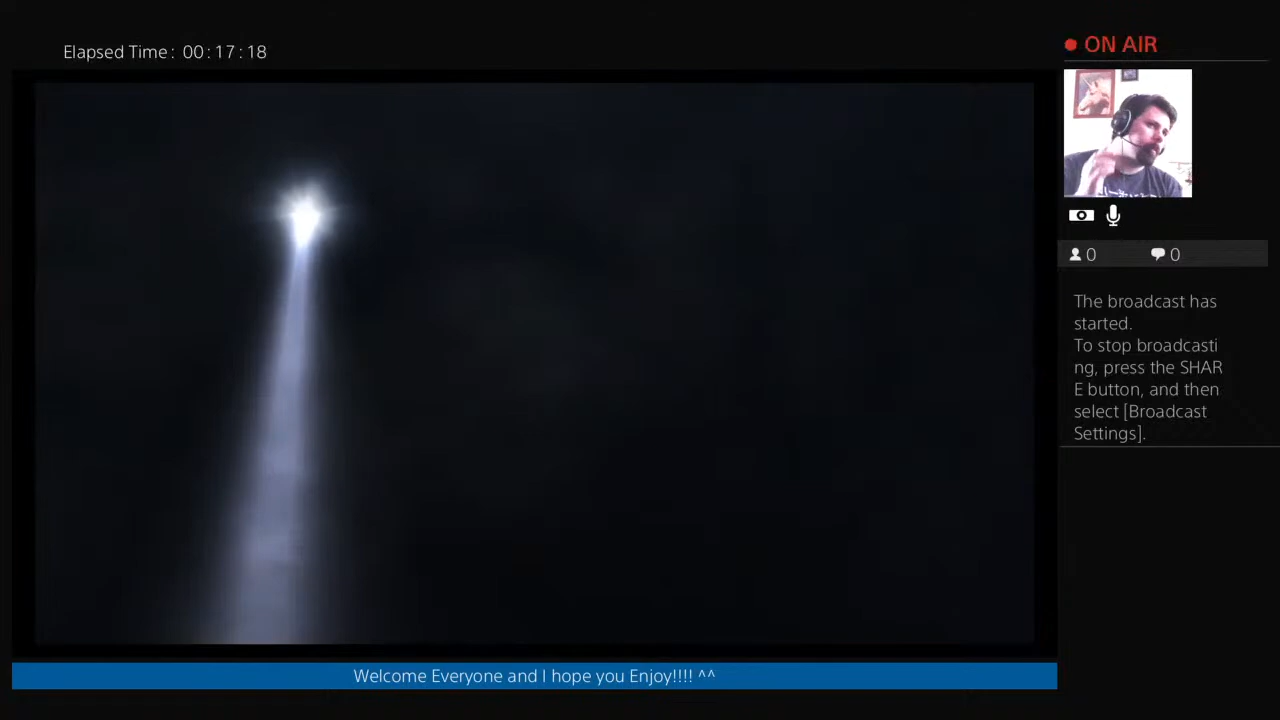 Elapsed Time: 00:17:18
ON AIR
0 0
The broadcast has
started.
To stop broadcasti
ng, press the SHAR
E button, and then
select [Broadcast
Settings].
Welcome Everyone and I hope you Enjoy!!!! ^^